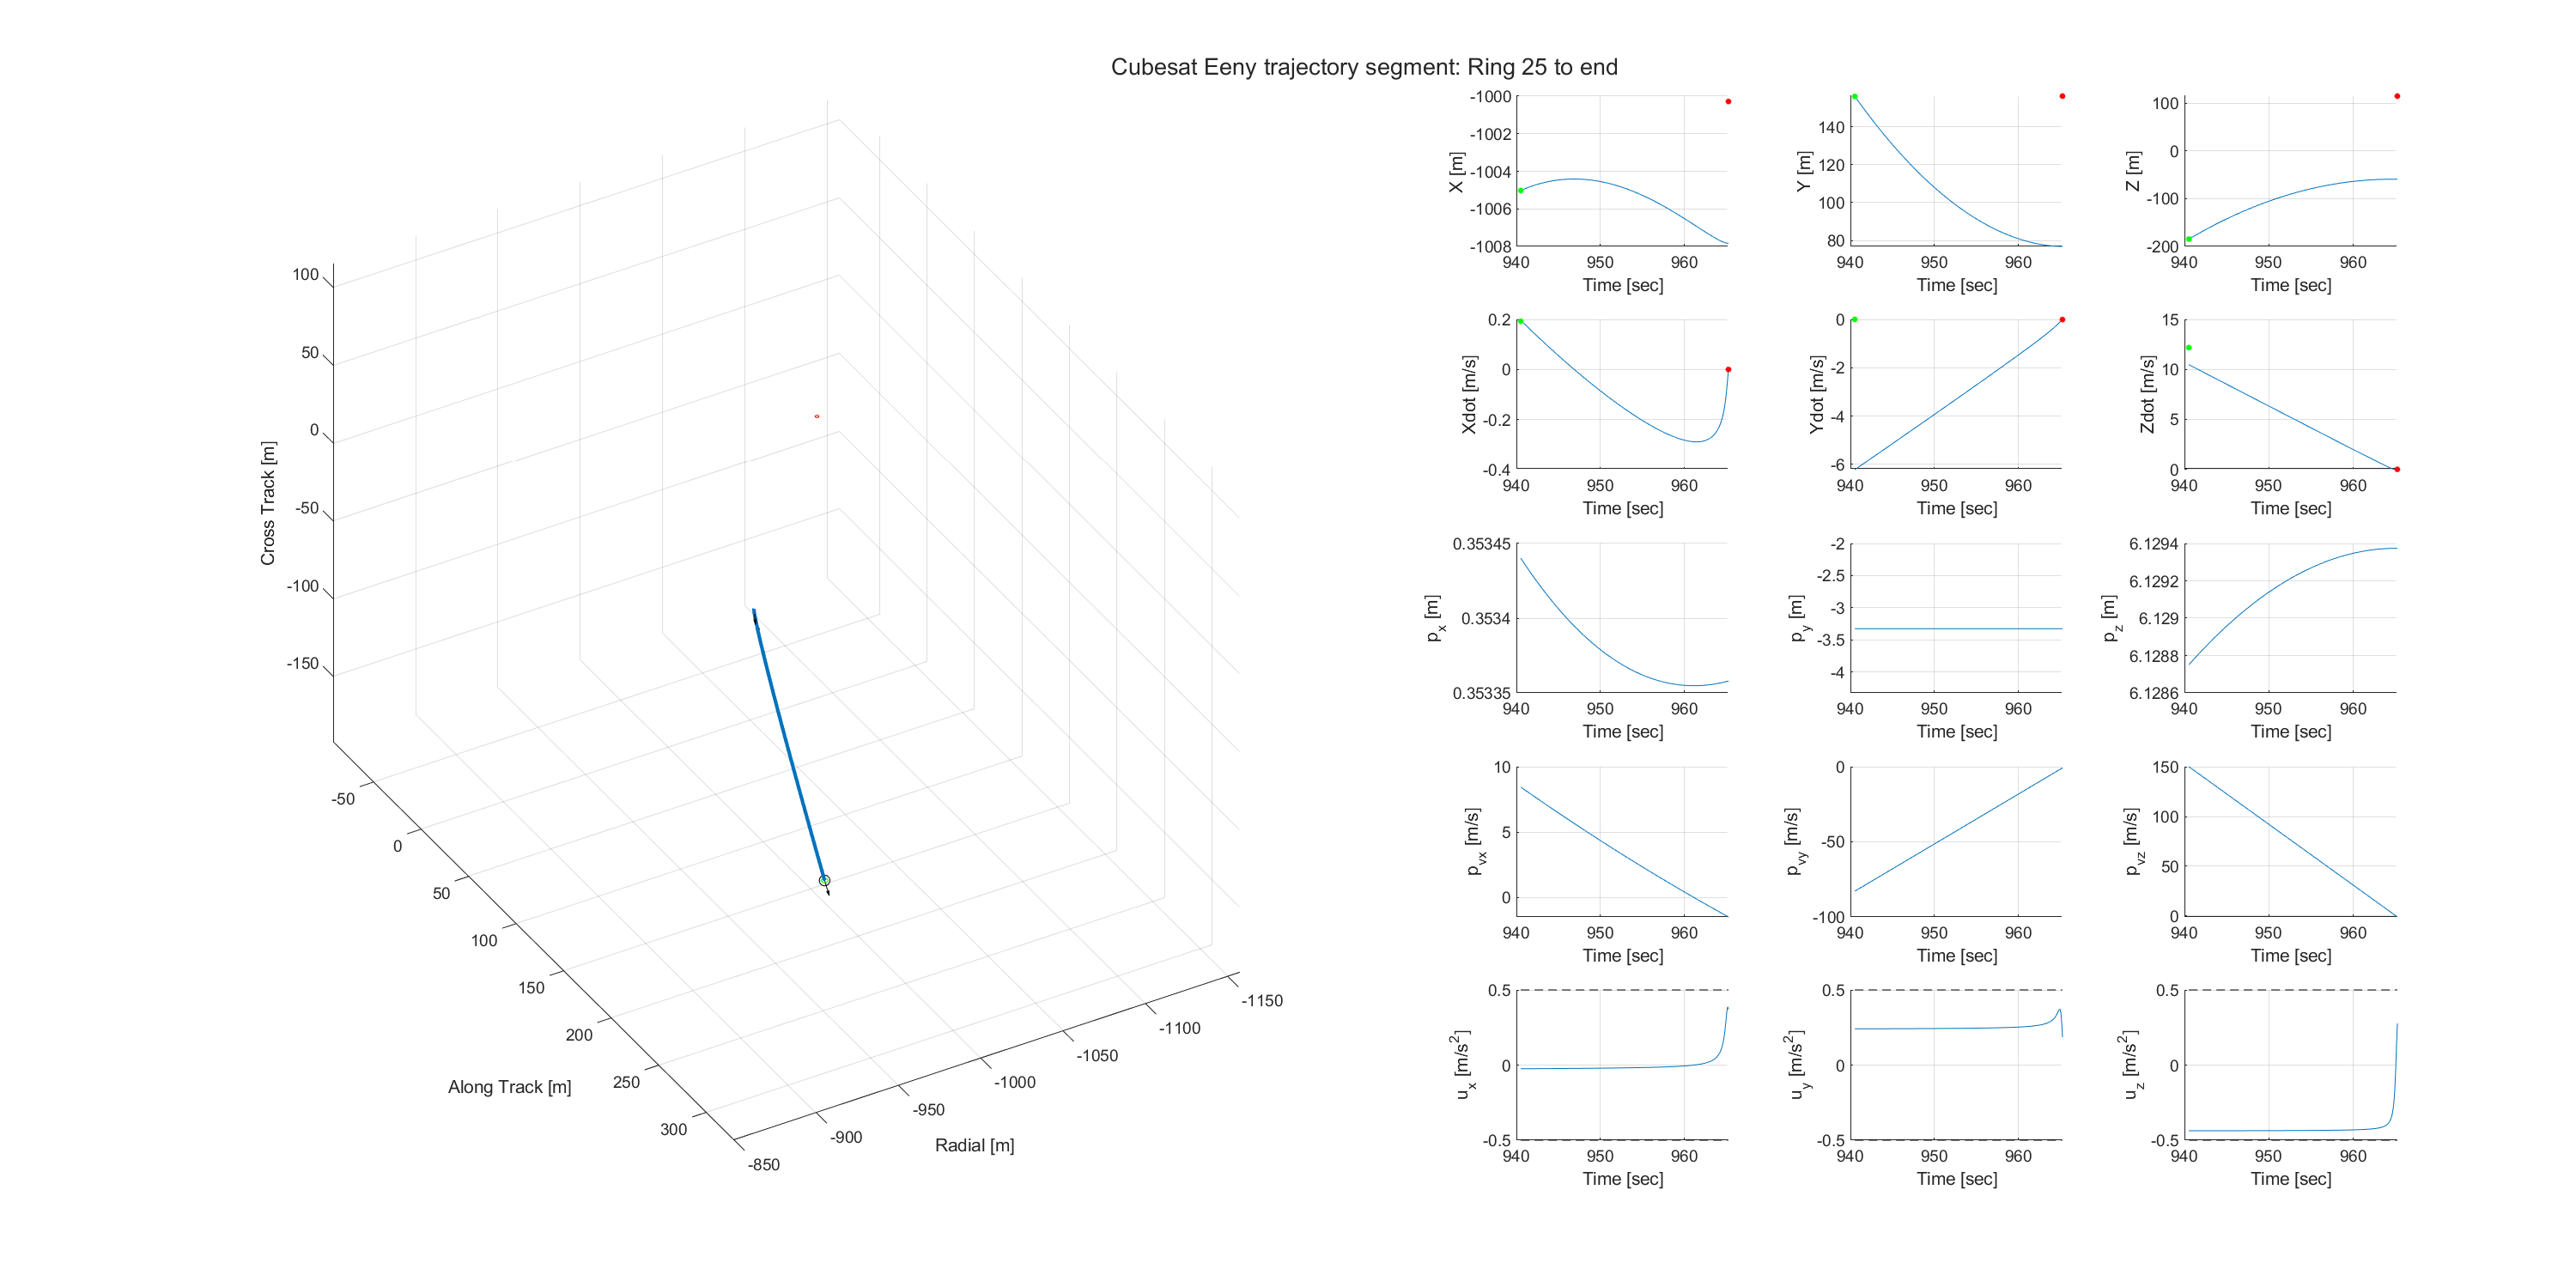 Cubesat Eeny trajectory segment: Ring 25 to end
100
50
0
-50
-100
-150
Cross Track [m]
-50
0
50
100
150
200
250
300
Along Track [m]
-850
-900
-950
-1000
-1050
-1100
-1150
Radial [m]
-1000
-1002
-1004
-1006
-1008
X [m]
940 950 960
Time [sec]
140
120
100
80
Y [m]
940 950 960
Time [sec]
100
0
-100
-200
Z [m]
940 950 960
Time [sec]
0.2
0
-0.2
-0.4
Xdot [m/s]
940 950 960
Time [sec]
0
-2
-4
-6
Ydot [m/s]
940 950 960
Time [sec]
15
10
5
0
Zdot [m/s]
940 950 960
Time [sec]
0.35345
0.3534
0.35335
p_x [m]
940 950 960
Time [sec]
-2
-2.5
-3
-3.5
-4
p_y [m]
940 950 960
Time [sec]
6.1294
6.1292
6.129
6.1288
6.1286
p_z [m]
940 950 960
Time [sec]
10
5
0
p_vx [m/s]
940 950 960
Time [sec]
0
-50
-100
p_vy [m/s]
940 950 960
Time [sec]
150
100
50
0
p_vz [m/s]
940 950 960
Time [sec]
0.5
0
-0.5
u_x [m/s²]
940 950 960
Time [sec]
0.5
0
-0.5
u_y [m/s²]
940 950 960
Time [sec]
0.5
0
-0.5
u_z [m/s²]
940 950 960
Time [sec]